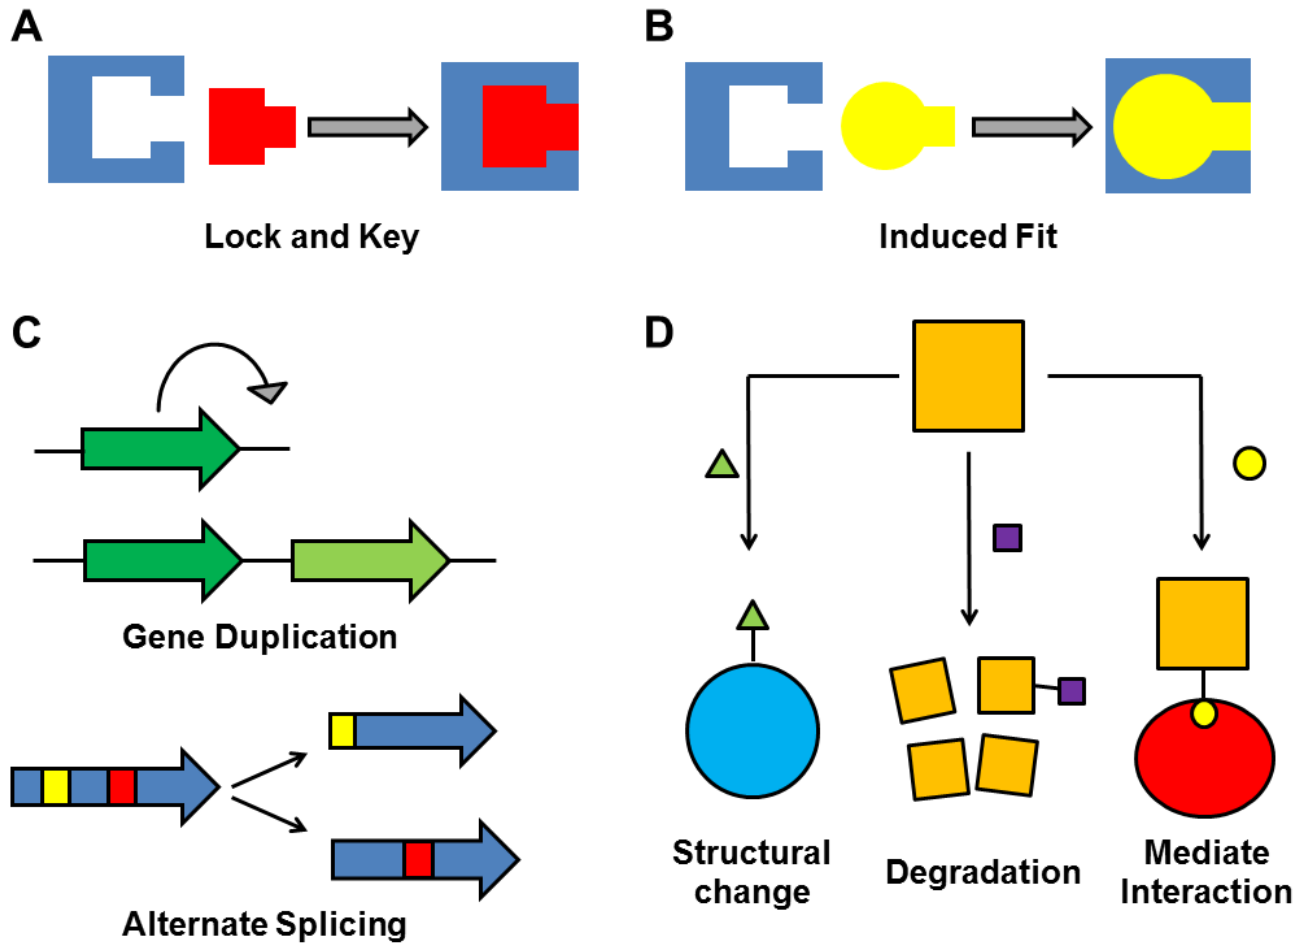 A
B
Lock and Key
Induced Fit
C
D
Gene Duplication
Alternate Splicing
Structural
change
Degradation
Mediate
Interaction